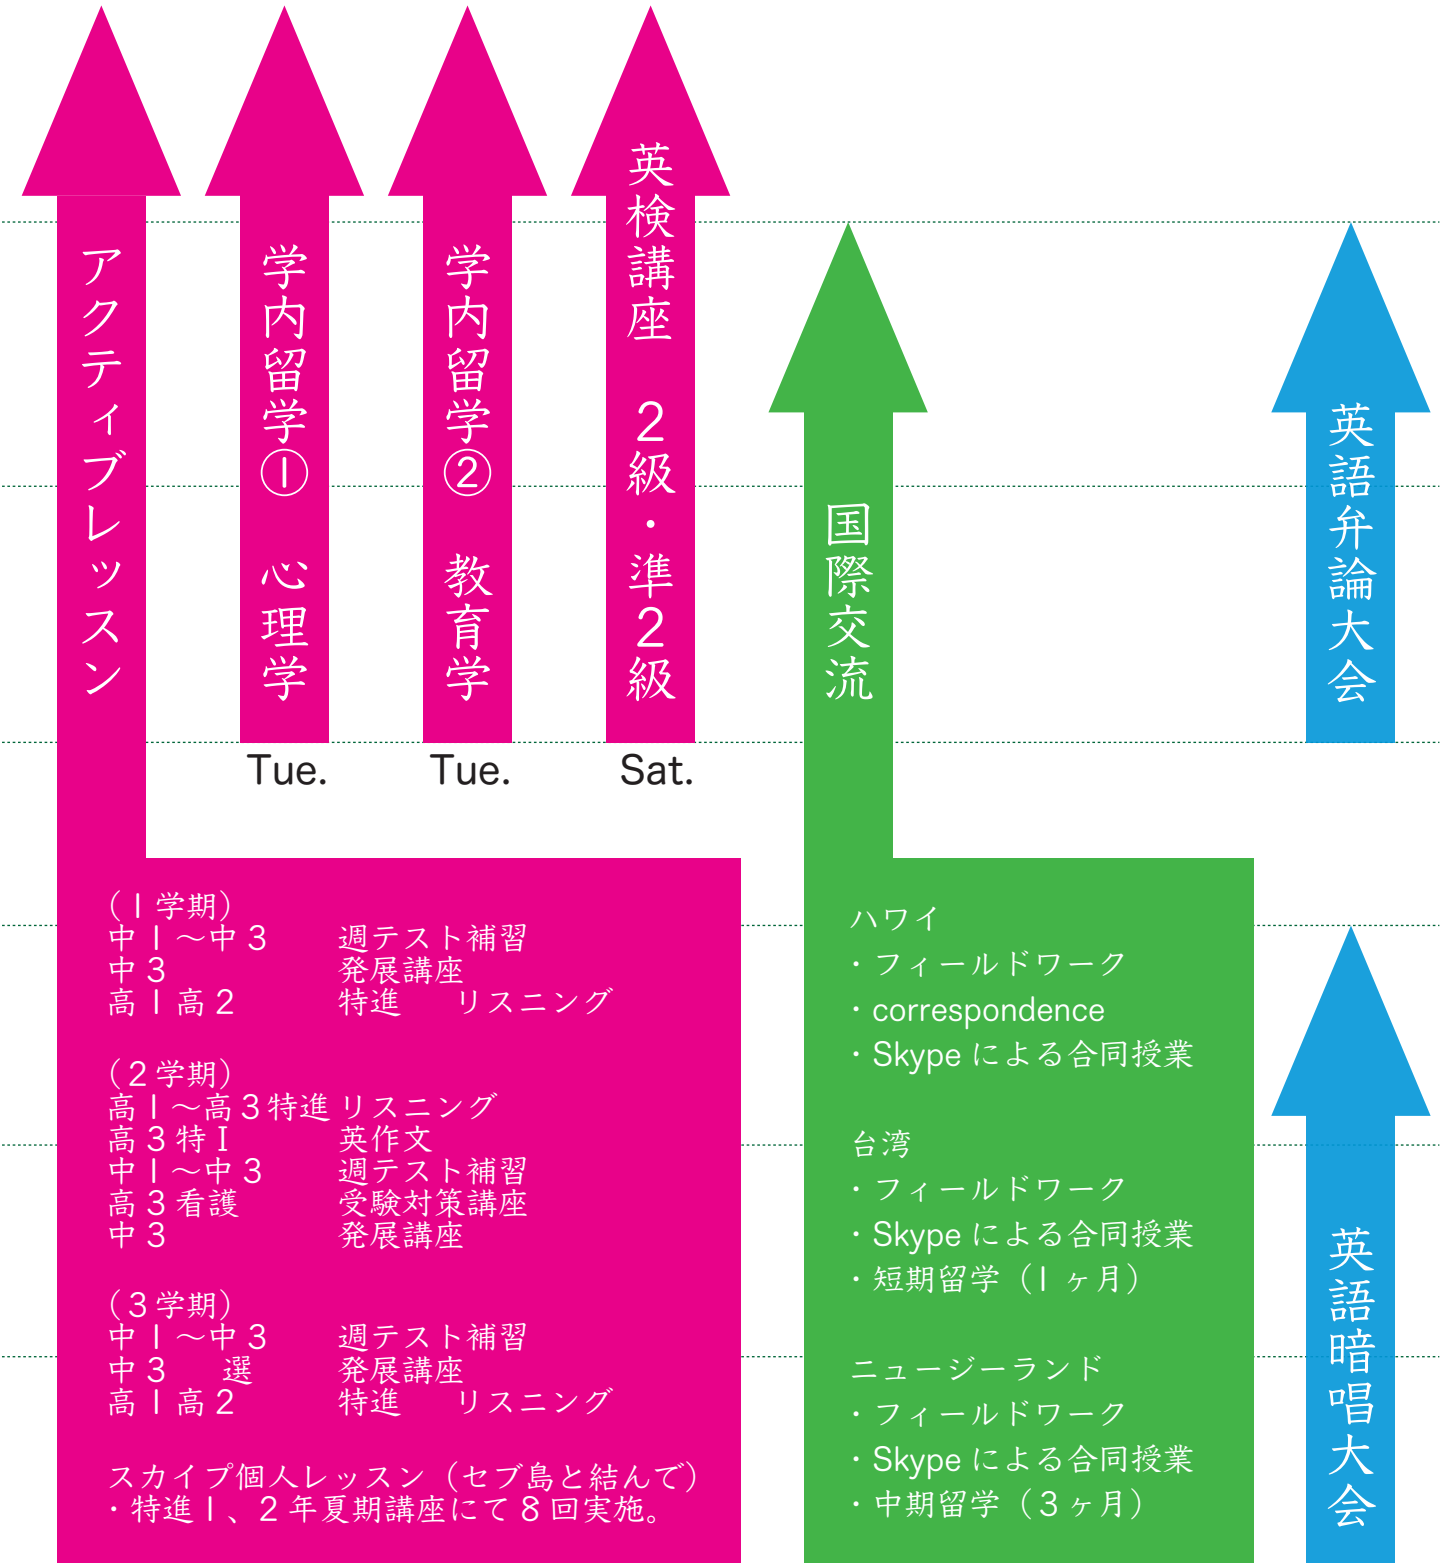 アクティブレッスン
学内留学① 心理学
学内留学② 教育学
英検講座 2級・準2級
国際交流
英語弁論大会
Tue.
Tue.
Sat.
(1学期)
中1〜中3 週テスト補習
中3 発展講座
高1高2 特進 リスニング
(2学期)
高1〜高3特進 リスニング
高3特I 英作文
中1〜中3 週テスト補習
高3看護 受験対策講座
中3 発展講座
(3学期)
中1〜中3 週テスト補習
中3 選 発展講座
高1高2 特進 リスニング
スカイプ個人レッスン(セブ島と結んで)
・特進1、2年夏期講座にて8回実施。
ハワイ
・フィールドワーク
・correspondence
・Skypeによる合同授業
台湾
・フィールドワーク
・Skypeによる合同授業
・短期留学(1ヶ月)
ニュージーランド
・フィールドワーク
・Skypeによる合同授業
・中期留学(3ヶ月)
英語暗唱大会